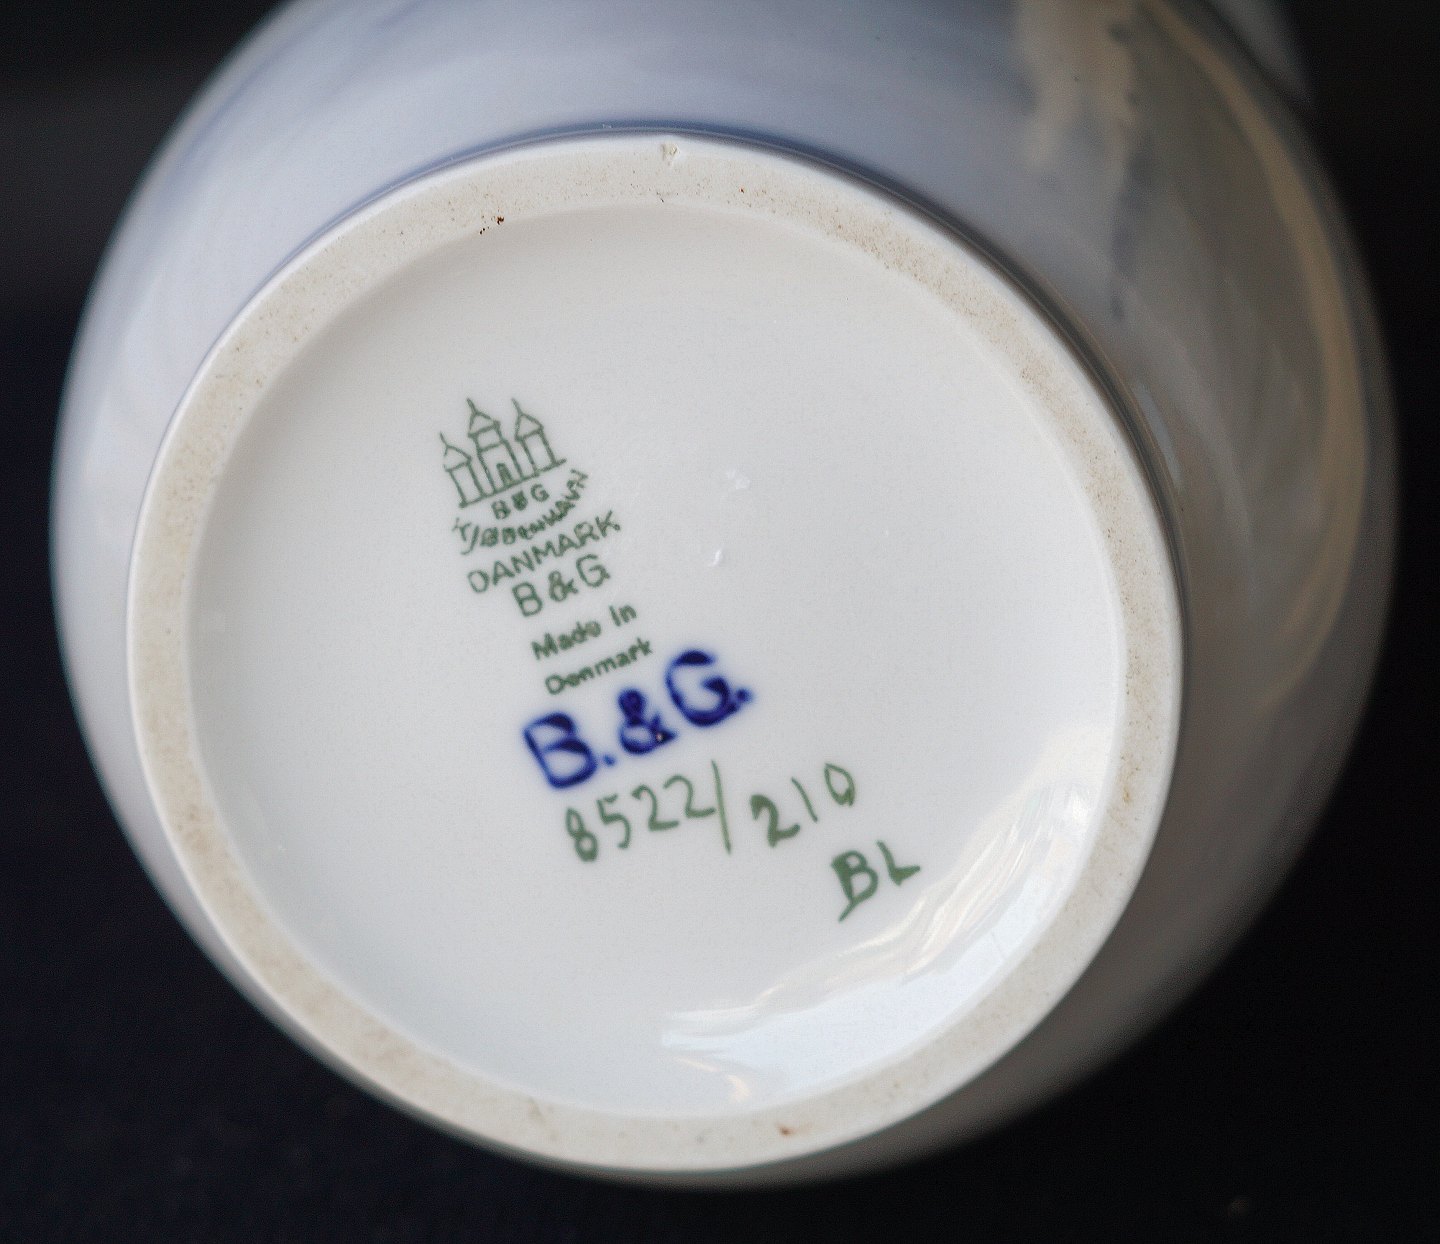 B&G
KJØBENHAVN
DANMARK
B&G
Made In
Denmark
B.&G.
8522/210
BL